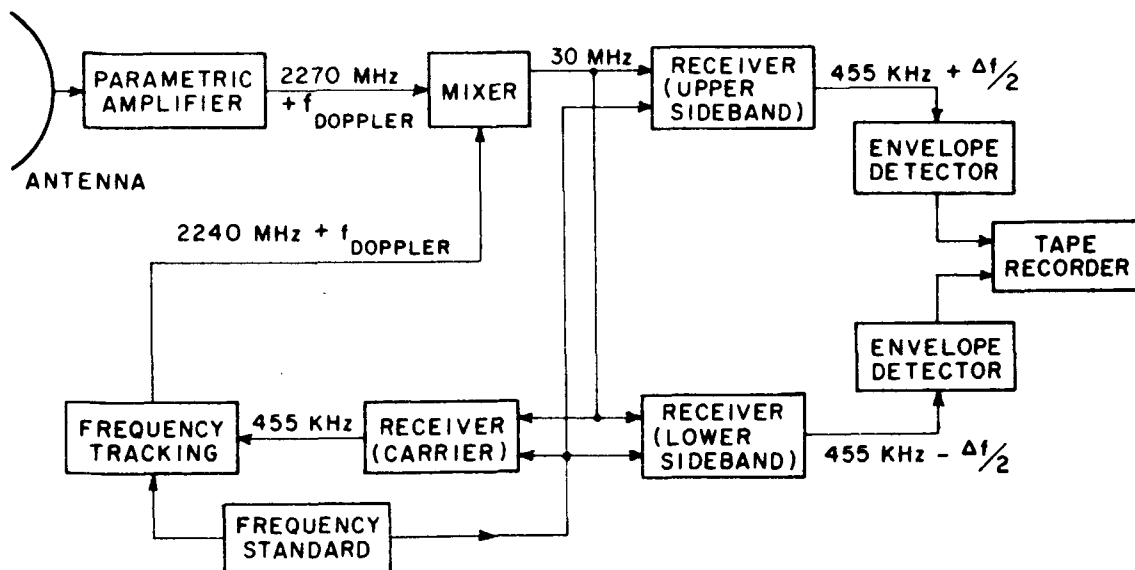 PARAMETRIC
AMPLIFIER
2270 MHz
+ f DOPPLER
MIXER
30 MHz
RECEIVER
(UPPER
SIDEBAND)
455 KHz + Δf/2
ANTENNA
ENVELOPE
DETECTOR
2240 MHz + f DOPPLER
TAPE
RECORDER
ENVELOPE
DETECTOR
FREQUENCY
TRACKING
455 KHz
RECEIVER
(CARRIER)
RECEIVER
(LOWER
SIDEBAND)
455 KHz - Δf/2
FREQUENCY
STANDARD